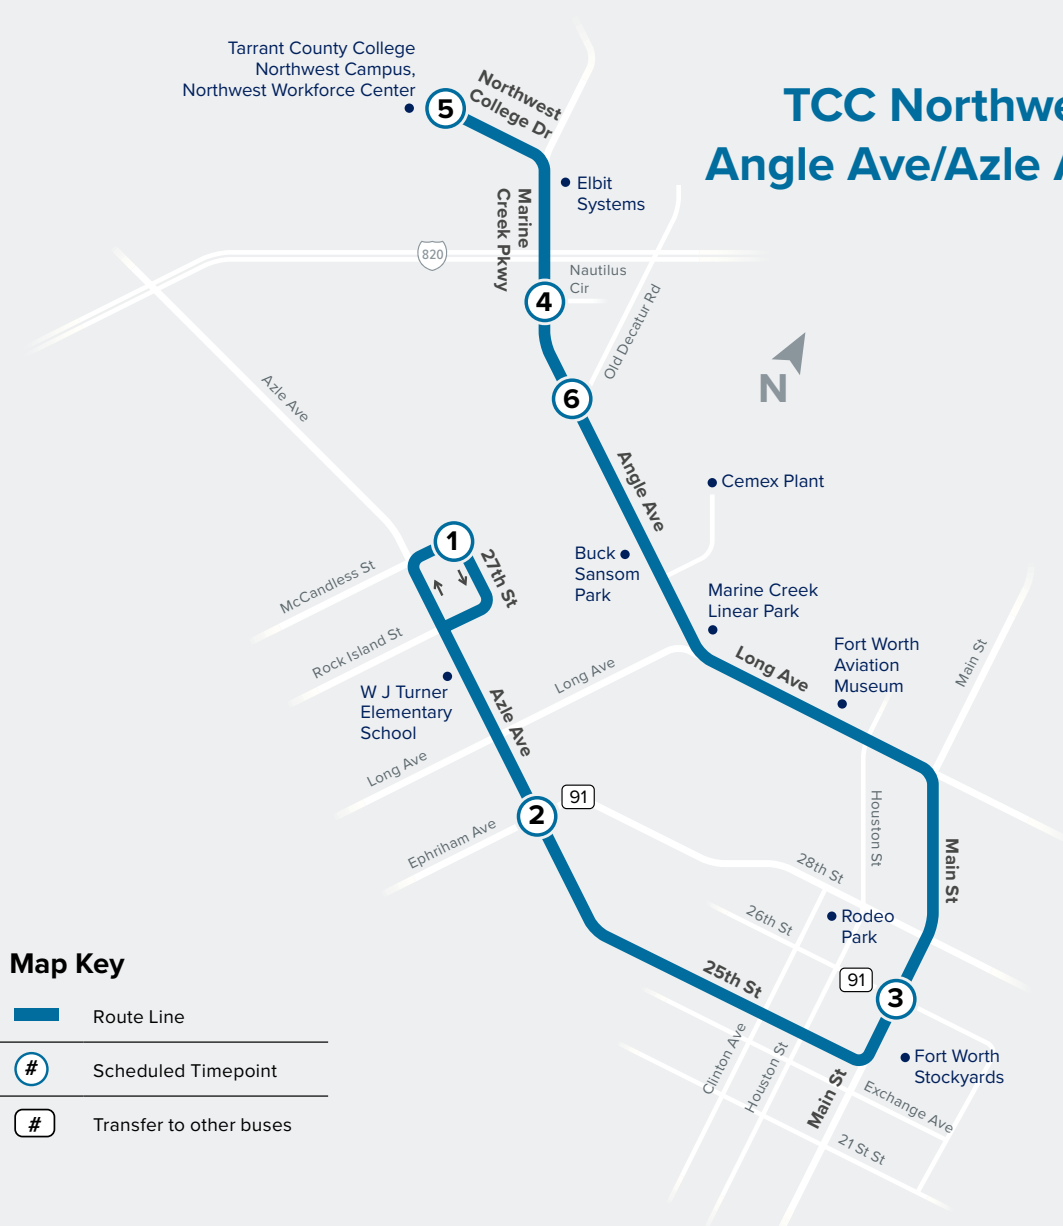 Tarrant County College
Northwest Campus,
Northwest Workforce Center
5
Northwest
College Dr
TCC Northwe
Angle Ave/Azle A
Elbit
Systems
Marine
Creek Pkwy
820
Nautilus
Cir
4
Old Decatur Rd
N
6
Azle Ave
Angle Ave
Cemex Plant
1
27th St
Buck
Sansom
Park
McCandless St
Marine Creek
Linear Park
Rock Island St
Long Ave
Fort Worth
Aviation
Museum
Main St
Long Ave
W J Turner
Elementary
School
Azle Ave
Long Ave
91
2
Houston St
Ephriham Ave
28th St
Main St
26th St
Rodeo
Park
25th St
91
3
Clinton Ave
Houston St
Fort Worth
Stockyards
Main St
Exchange Ave
21 St St
Map Key
Route Line
#
Scheduled Timepoint
#
Transfer to other buses